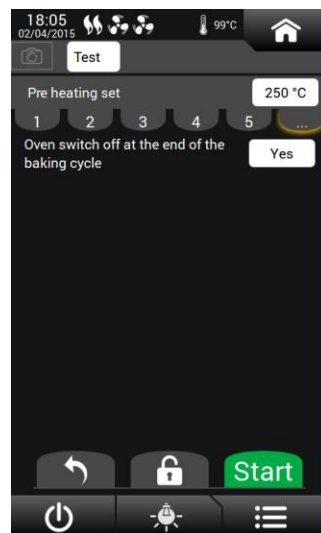 18:05
02/04/2015
99°C
Test
Pre heating set
250 °C
1 2 3 4 5 ...
Oven switch off at the end of the
baking cycle
Yes
Start